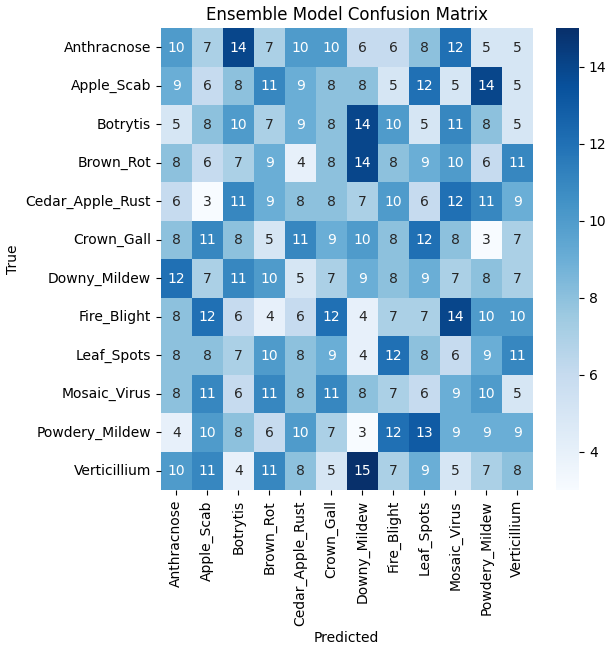 Ensemble Model Confusion Matrix
True
Anthracnose 10 7 14 7 10 10 6 6 8 12 5 5
Apple_Scab 9 6 8 11 9 8 8 5 12 5 14 5
Botrytis 5 8 10 7 9 8 14 10 5 11 8 5
Brown_Rot 8 6 7 9 4 8 14 8 9 10 6 11
Cedar_Apple_Rust 6 3 11 9 8 8 7 10 6 12 11 9
Crown_Gall 8 11 8 5 11 9 10 8 12 8 3 7
Downy_Mildew 12 7 11 10 5 7 9 8 9 7 8 7
Fire_Blight 8 12 6 4 6 12 4 7 7 14 10 10
Leaf_Spots 8 8 7 10 8 9 4 12 8 6 9 11
Mosaic_Virus 8 11 6 11 8 11 8 7 6 9 10 5
Powdery_Mildew 4 10 8 6 10 7 3 12 13 9 9 9
Verticillium 10 11 4 11 8 5 15 7 9 5 7 8
Anthracnose
Apple_Scab
Botrytis
Brown_Rot
Cedar_Apple_Rust
Crown_Gall
Downy_Mildew
Fire_Blight
Leaf_Spots
Mosaic_Virus
Powdery_Mildew
Verticillium
Predicted
14
12
10
8
6
4